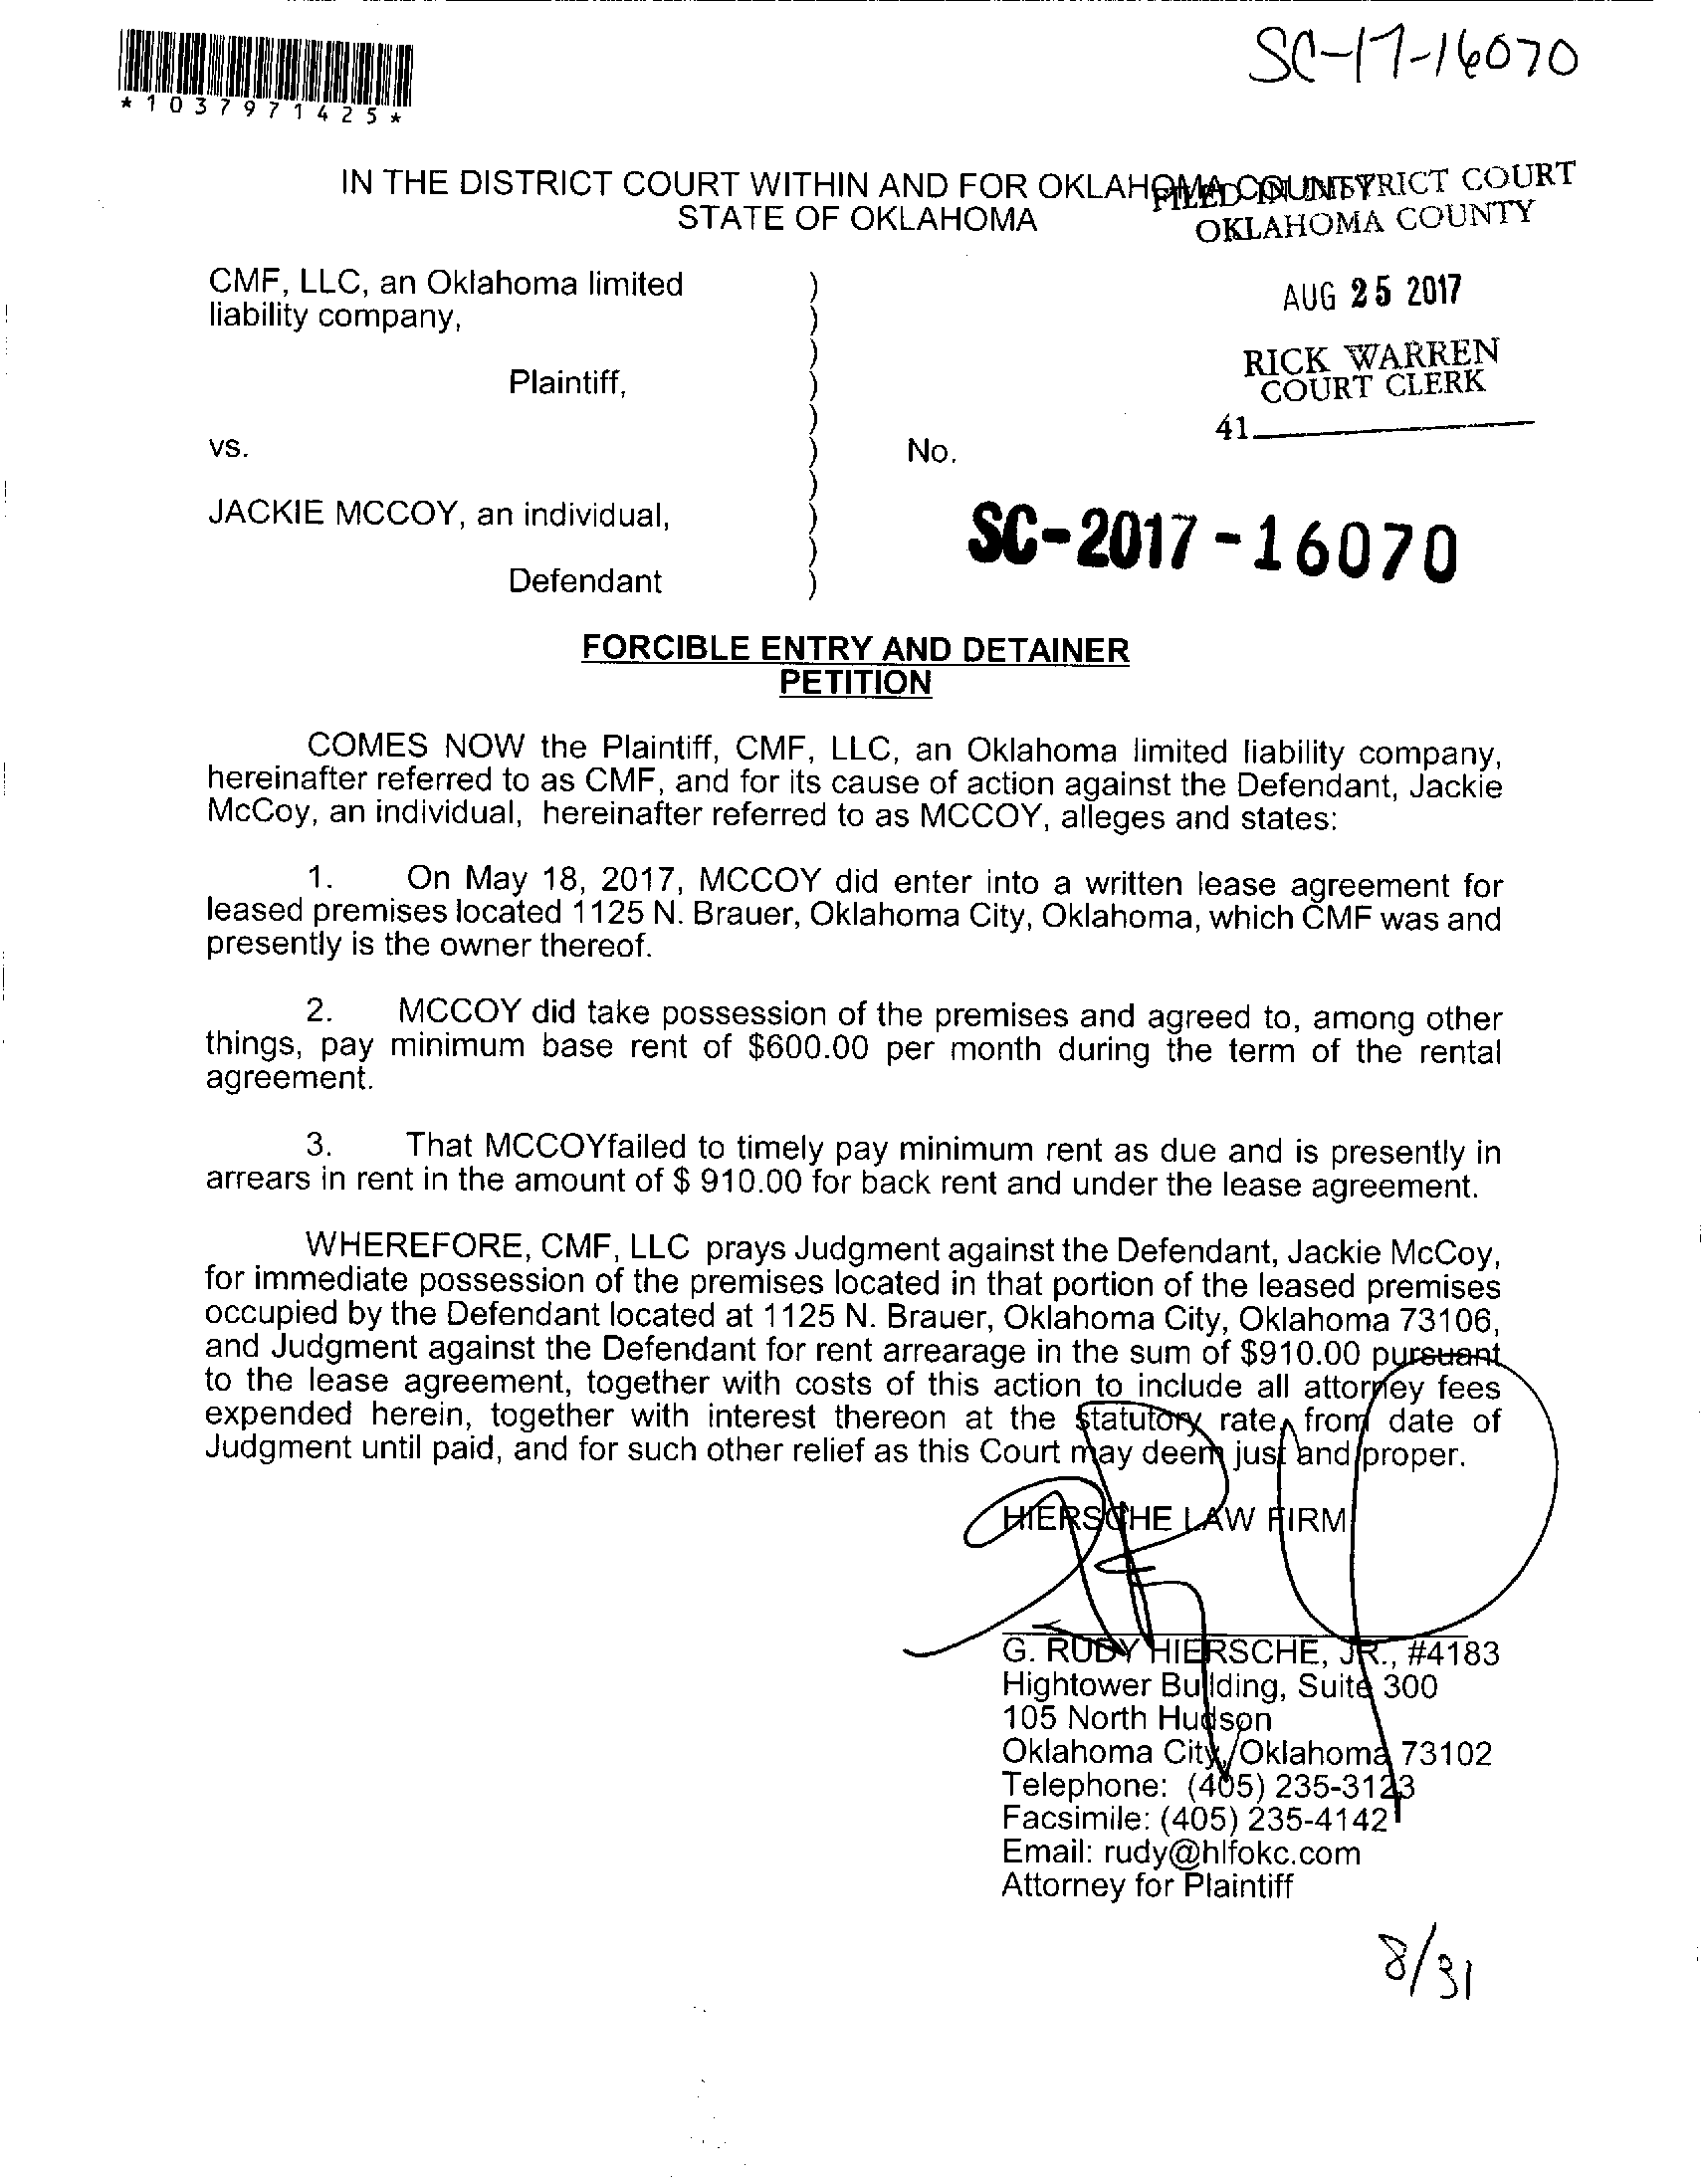 SC-17-16070
*1037971425*
IN THE DISTRICT COURT WITHIN AND FOR OKLAHOMA COUNTY
STATE OF OKLAHOMA
FILED IN DISTRICT COURT
OKLAHOMA COUNTY
CMF, LLC, an Oklahoma limited )
liability company, )
)
AUG 25 2017
Plaintiff, )
)
RICK WARREN
COURT CLERK
41
vs. ) No.
)
JACKIE MCCOY, an individual, )
)
SC-2017-16070
Defendant )
FORCIBLE ENTRY AND DETAINER
PETITION
COMES NOW the Plaintiff, CMF, LLC, an Oklahoma limited liability company,
hereinafter referred to as CMF, and for its cause of action against the Defendant, Jackie
McCoy, an individual, hereinafter referred to as MCCOY, alleges and states:
1. On May 18, 2017, MCCOY did enter into a written lease agreement for
leased premises located 1125 N. Brauer, Oklahoma City, Oklahoma, which CMF was and
presently is the owner thereof.
2. MCCOY did take possession of the premises and agreed to, among other
things, pay minimum base rent of $600.00 per month during the term of the rental
agreement.
3. That MCCOYfailed to timely pay minimum rent as due and is presently in
arrears in rent in the amount of $ 910.00 for back rent and under the lease agreement.
WHEREFORE, CMF, LLC prays Judgment against the Defendant, Jackie McCoy,
for immediate possession of the premises located in that portion of the leased premises
occupied by the Defendant located at 1125 N. Brauer, Oklahoma City, Oklahoma 73106,
and Judgment against the Defendant for rent arrearage in the sum of $910.00 pursuant
to the lease agreement, together with costs of this action to include all attorney fees
expended herein, together with interest thereon at the statutory rate, from date of
Judgment until paid, and for such other relief as this Court may deem just and proper.
HIERSCHE LAW FIRM
G. RUDY HIERSCHE, JR., #4183
Hightower Building, Suite 300
105 North Hudson
Oklahoma City, Oklahoma 73102
Telephone: (405) 235-3123
Facsimile: (405) 235-4142
Email: rudy@hlfokc.com
Attorney for Plaintiff
8/31